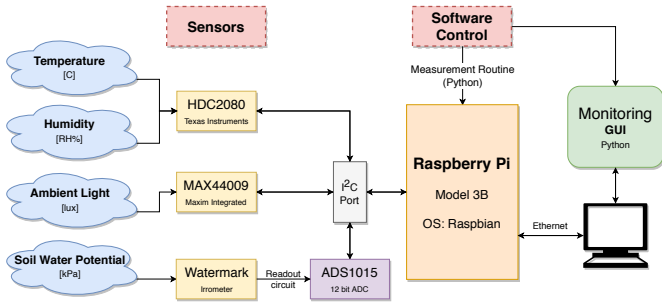 Sensors
Software
Control
Temperature
[C]
Humidity
[RH%]
HDC2080
Texas Instruments
Measurement Routine
(Python)
Monitoring
GUI
Python
Ambient Light
[lux]
MAX44009
Maxim Integrated
I²C
Port
Raspberry Pi
Model 3B
OS: Raspbian
Ethernet
Soil Water Potential
[kPa]
Watermark
Irrometer
Readout
circuit
ADS1015
12 bit ADC